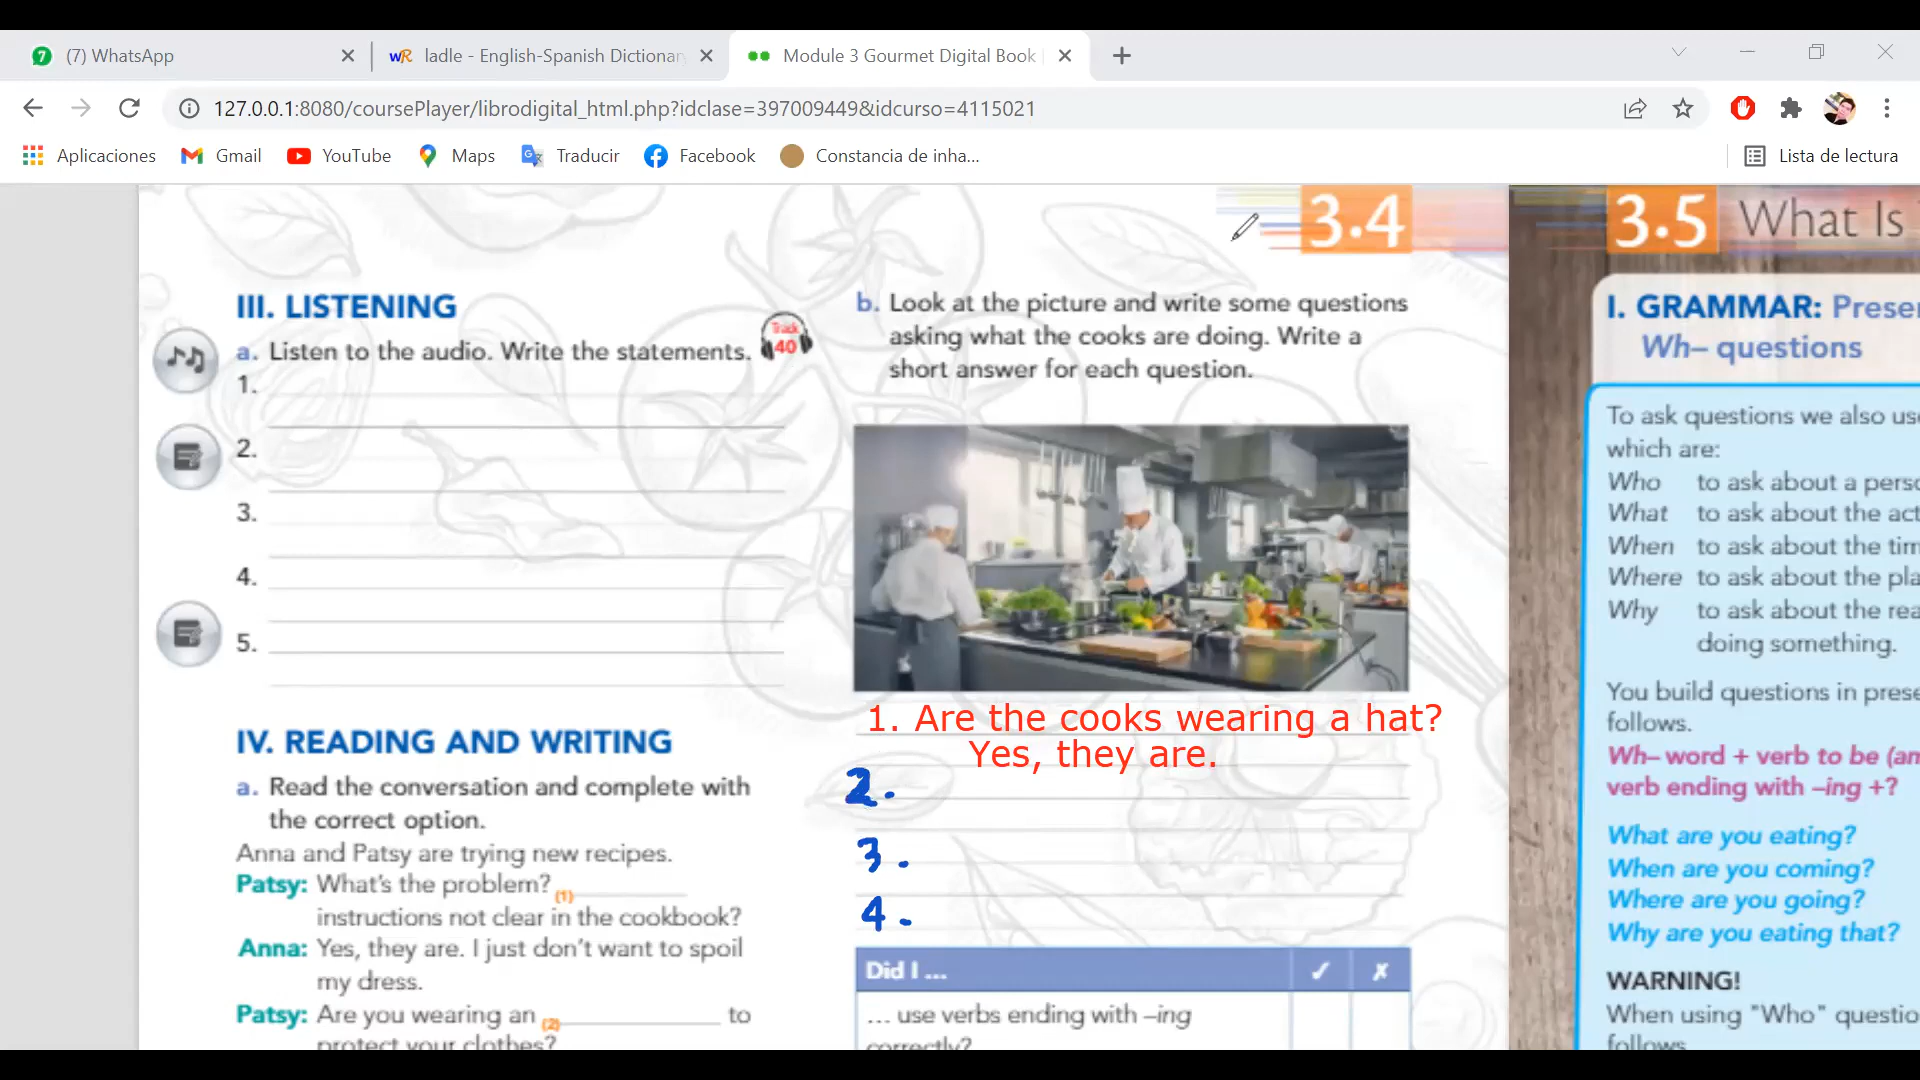 (7) WhatsApp
ladle - English-Spanish Dictionar
Module 3 Gourmet Digital Book
127.0.0.1:8080/coursePlayer/librodigital_html.php?idclase=397009449&idcurso=4115021
Aplicaciones Gmail YouTube Maps Traducir Facebook Constancia de inha... Lista de lectura
3.4
III. LISTENING
a. Listen to the audio. Write the statements.
Track
40
1.
2.
3.
4.
5.
IV. READING AND WRITING
a. Read the conversation and complete with
the correct option.
Anna and Patsy are trying new recipes.
Patsy: What's the problem? (1)
instructions not clear in the cookbook?
Anna: Yes, they are. I just don't want to spoil
my dress.
Patsy: Are you wearing an (2) to
protect your clothes?
b. Look at the picture and write some questions
asking what the cooks are doing. Write a
short answer for each question.
1. Are the cooks wearing a hat?
Yes, they are.
2.
3.
4.
Did I ... ✓ ✗
... use verbs ending with –ing
correctly?
3.5 What Is
I. GRAMMAR: Prese
Wh– questions
To ask questions we also us
which are:
Who to ask about a pers
What to ask about the act
When to ask about the tim
Where to ask about the pla
Why to ask about the rea
doing something.
You build questions in prese
follows.
Wh– word + verb to be (am
verb ending with –ing +?
What are you eating?
When are you coming?
Where are you going?
Why are you eating that?
WARNING!
When using "Who" questio
follows